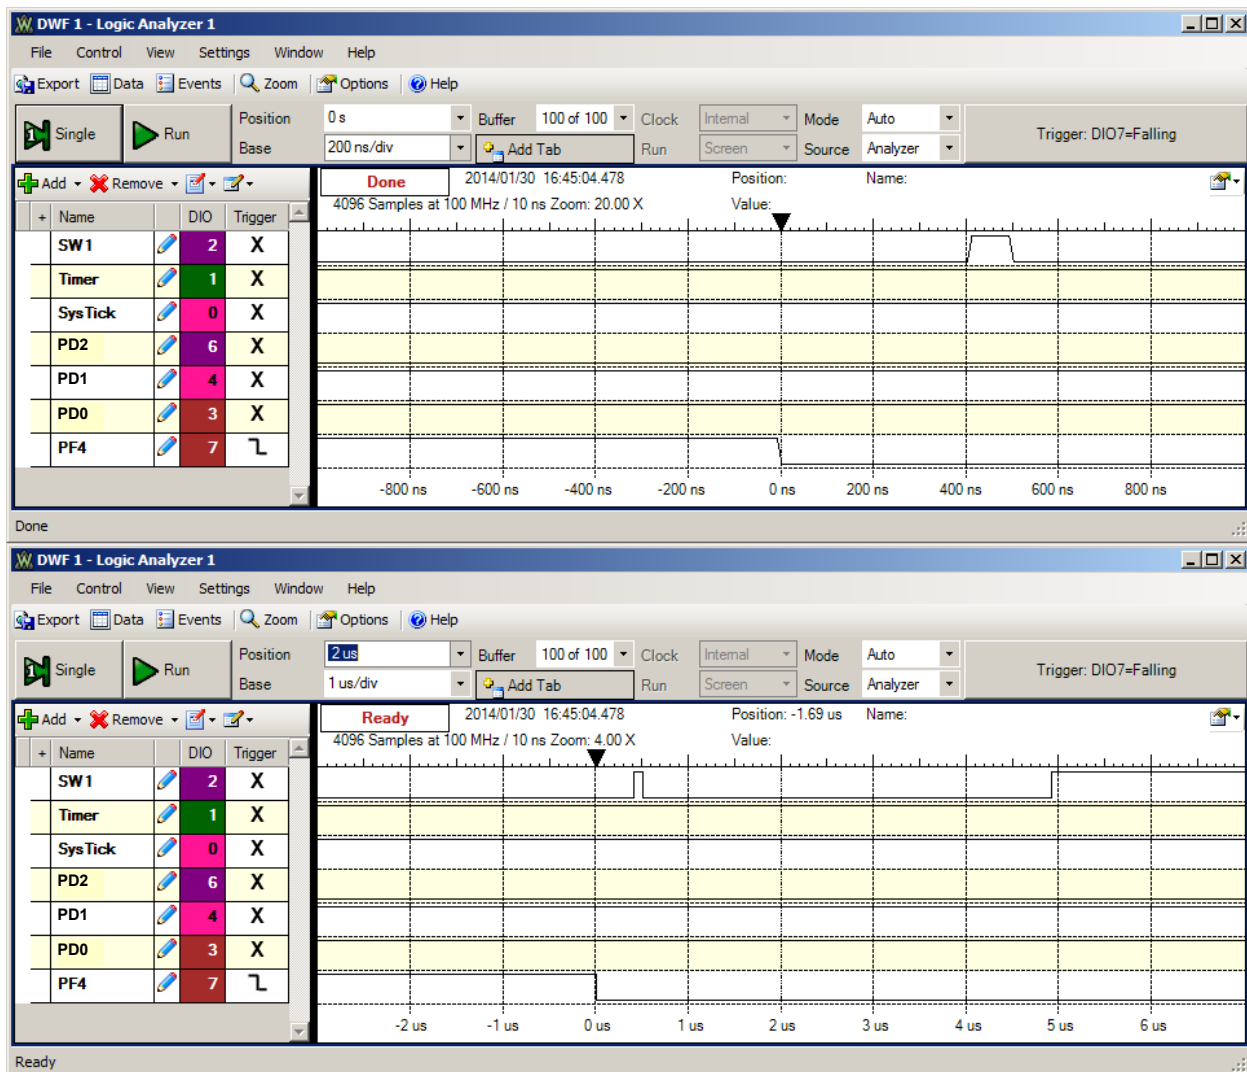 DWF 1 - Logic Analyzer 1
File Control View Settings Window Help
Export Data Events Zoom Options Help
Single Run Position 0 s Buffer 100 of 100 Clock Internal Mode Auto Trigger: DIO7=Falling
Base 200 ns/div Add Tab Run Screen Source Analyzer
Add Remove Done 2014/01/30 16:45:04.478 Position: Name:
4096 Samples at 100 MHz / 10 ns Zoom: 20.00 X Value:
+ Name DIO Trigger
SW1 2 X
Timer 1 X
SysTick 0 X
PD2 6 X
PD1 4 X
PD0 3 X
PF4 7
-800 ns -600 ns -400 ns -200 ns 0 ns 200 ns 400 ns 600 ns 800 ns
Done
DWF 1 - Logic Analyzer 1
File Control View Settings Window Help
Export Data Events Zoom Options Help
Single Run Position 2 us Buffer 100 of 100 Clock Internal Mode Auto Trigger: DIO7=Falling
Base 1 us/div Add Tab Run Screen Source Analyzer
Add Remove Ready 2014/01/30 16:45:04.478 Position: -1.69 us Name:
4096 Samples at 100 MHz / 10 ns Zoom: 4.00 X Value:
+ Name DIO Trigger
SW1 2 X
Timer 1 X
SysTick 0 X
PD2 6 X
PD1 4 X
PD0 3 X
PF4 7
-2 us -1 us 0 us 1 us 2 us 3 us 4 us 5 us 6 us
Ready